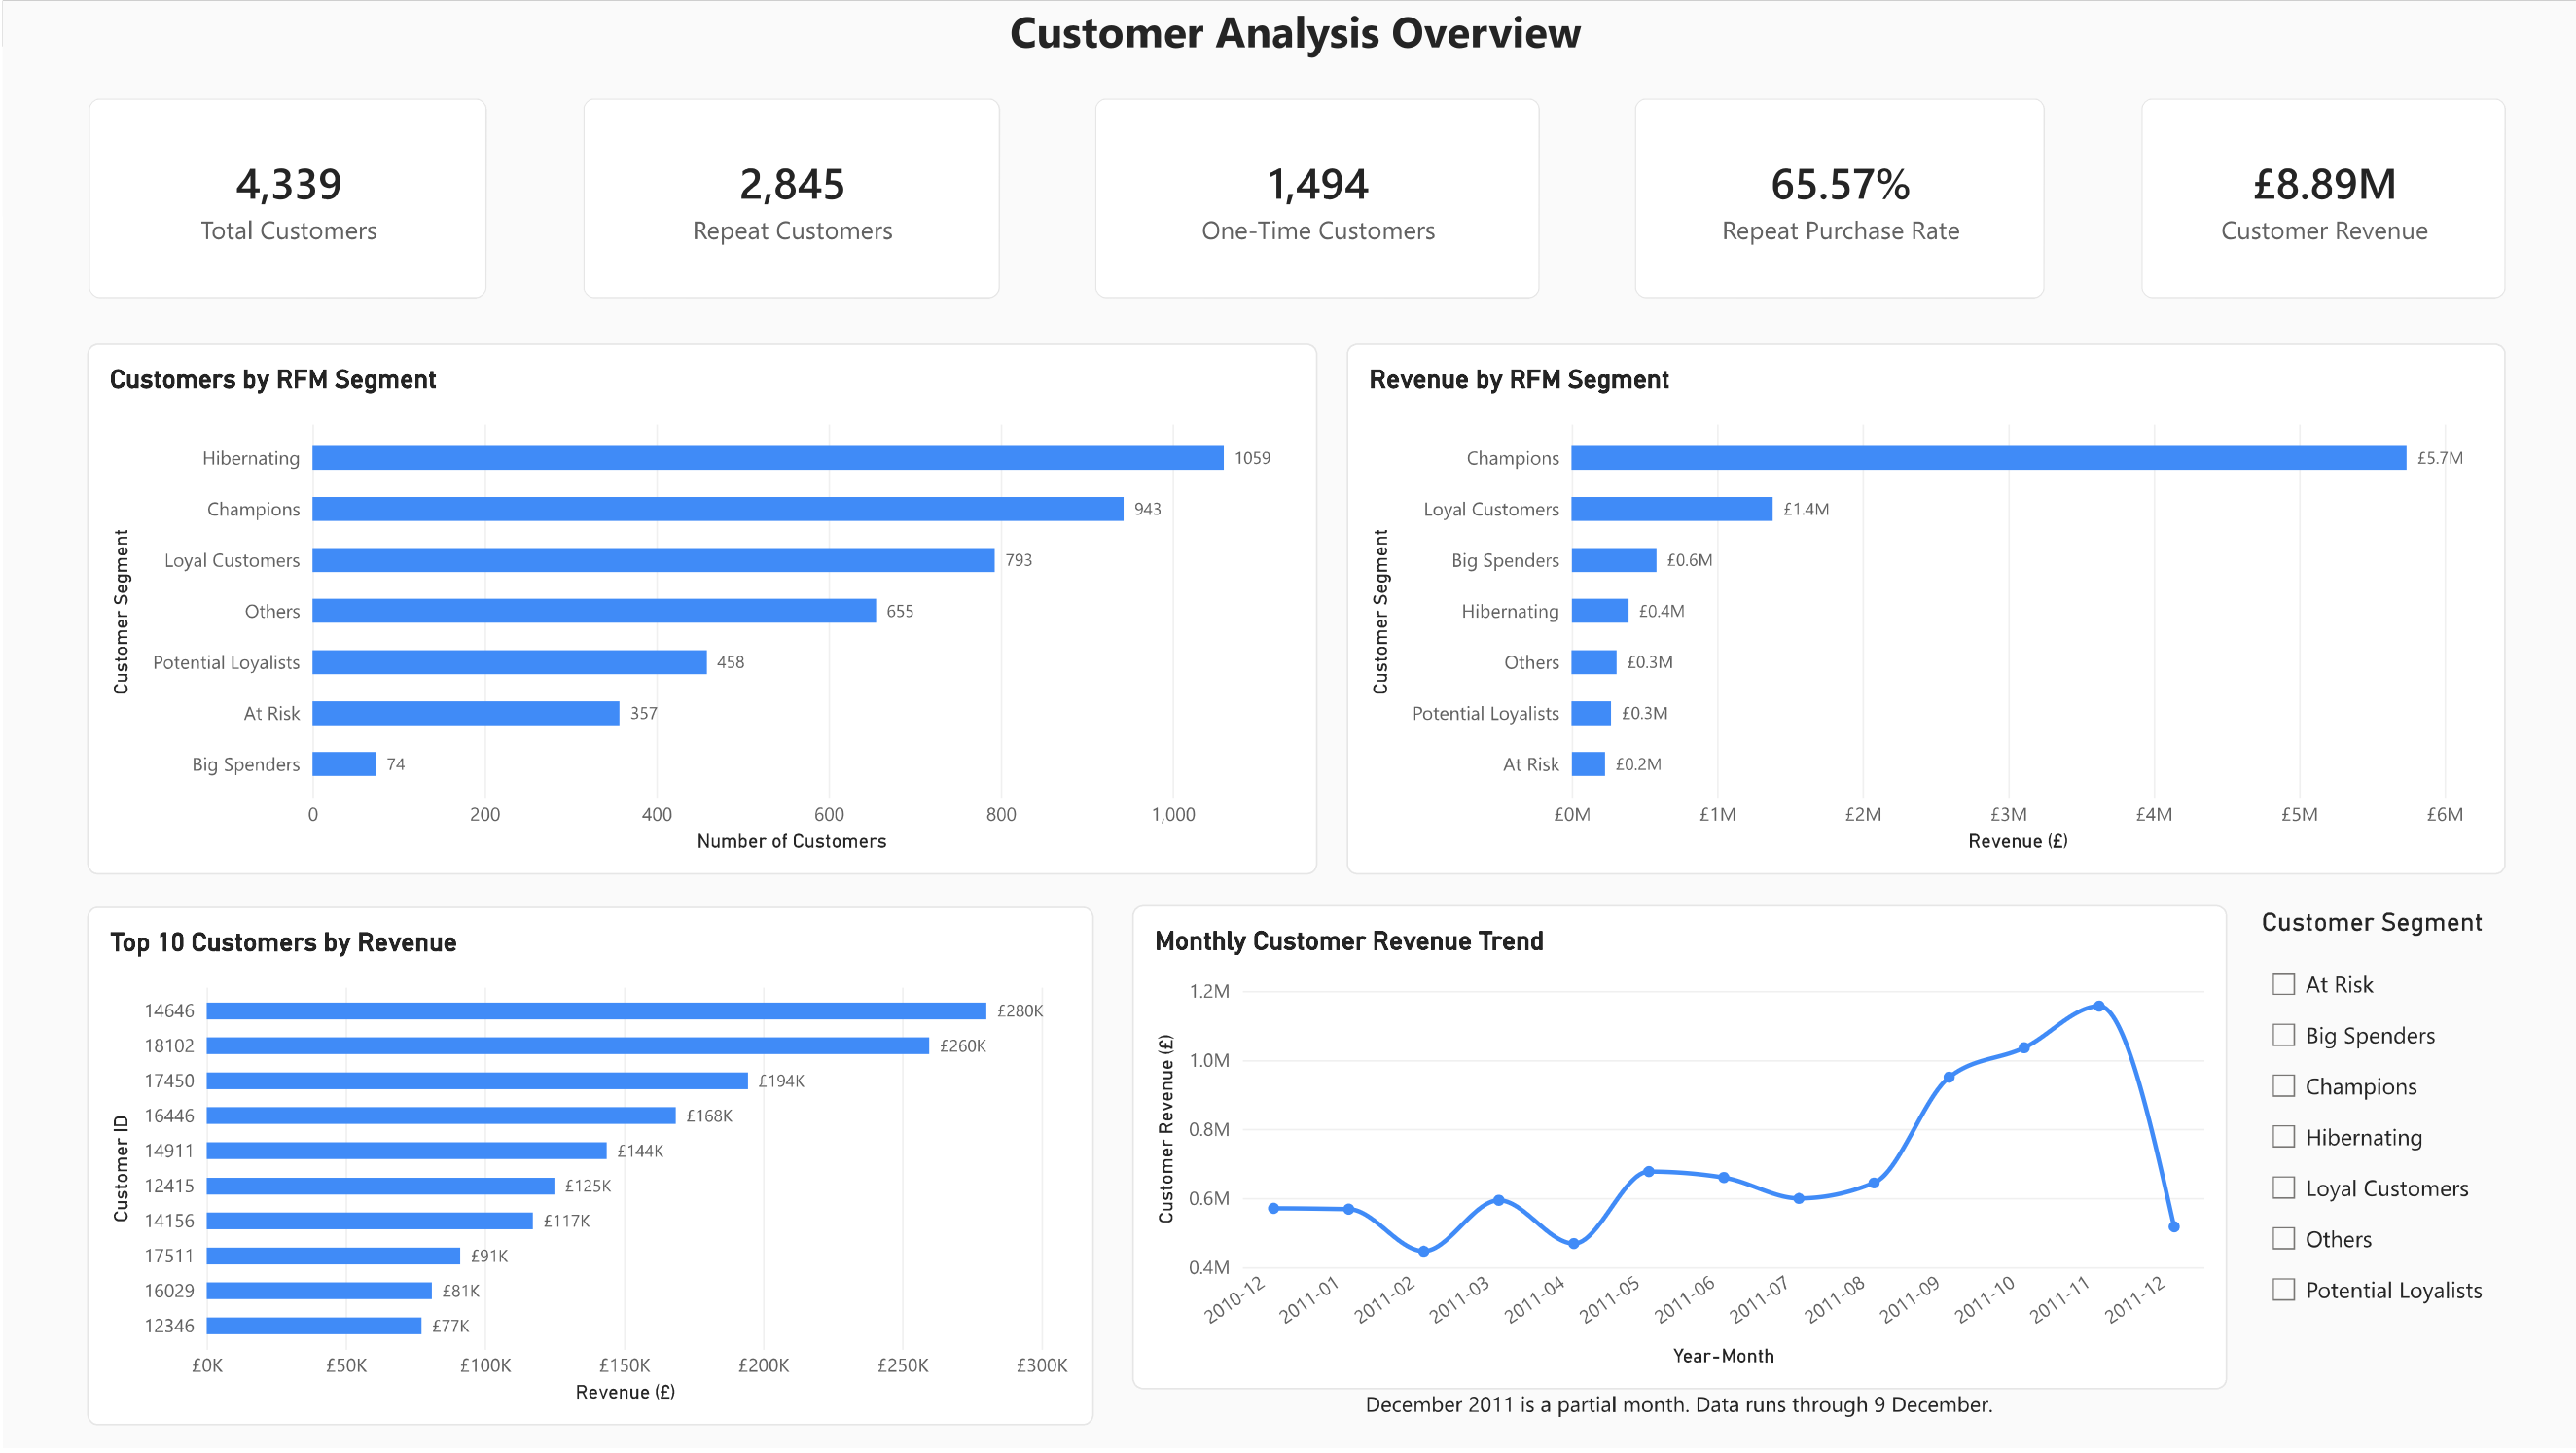 Customer Analysis Overview
4,339
Total Customers
2,845
Repeat Customers
1,494
One-Time Customers
65.57%
Repeat Purchase Rate
£8.89M
Customer Revenue
Customers by RFM Segment
Customer Segment
Hibernating 1059
Champions 943
Loyal Customers 793
Others 655
Potential Loyalists 458
At Risk 357
Big Spenders 74
0 200 400 600 800 1,000
Number of Customers
Revenue by RFM Segment
Customer Segment
Champions £5.7M
Loyal Customers £1.4M
Big Spenders £0.6M
Hibernating £0.4M
Others £0.3M
Potential Loyalists £0.3M
At Risk £0.2M
£0M £1M £2M £3M £4M £5M £6M
Revenue (£)
Top 10 Customers by Revenue
Customer ID
14646 £280K
18102 £260K
17450 £194K
16446 £168K
14911 £144K
12415 £125K
14156 £117K
17511 £91K
16029 £81K
12346 £77K
£0K £50K £100K £150K £200K £250K £300K
Revenue (£)
Monthly Customer Revenue Trend
Customer Revenue (£)
1.2M
1.0M
0.8M
0.6M
0.4M
2010-12 2011-01 2011-02 2011-03 2011-04 2011-05 2011-06 2011-07 2011-08 2011-09 2011-10 2011-11 2011-12
Year-Month
December 2011 is a partial month. Data runs through 9 December.
Customer Segment
At Risk
Big Spenders
Champions
Hibernating
Loyal Customers
Others
Potential Loyalists